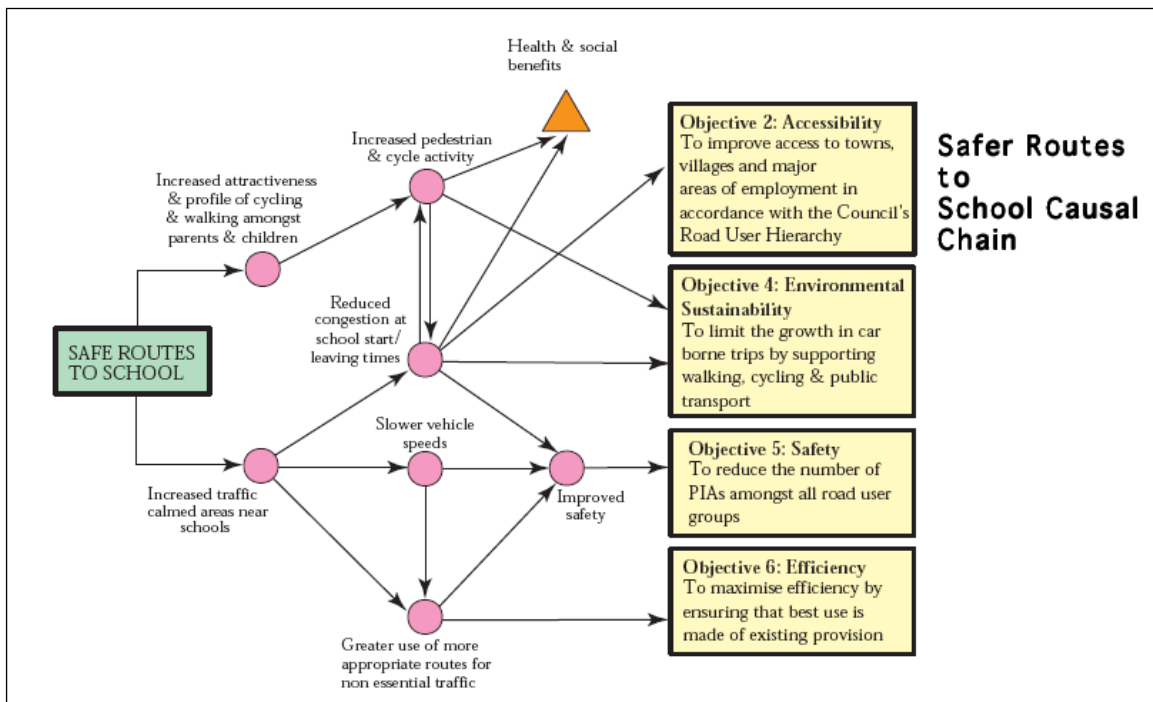 Health & social
benefits
Increased pedestrian
& cycle activity
Increased attractiveness
& profile of cycling
& walking amongst
parents & children
Reduced
congestion at
school start/
leaving times
SAFE ROUTES
TO SCHOOL
Slower vehicle
speeds
Increased traffic
calmed areas near
schools
Improved
safety
Greater use of more
appropriate routes for
non essential traffic
Objective 2: Accessibility
To improve access to towns,
villages and major
areas of employment in
accordance with the Council's
Road User Hierarchy
Objective 4: Environmental
Sustainability
To limit the growth in car
borne trips by supporting
walking, cycling & public
transport
Objective 5: Safety
To reduce the number of
PIAs amongst all road user
groups
Objective 6: Efficiency
To maximise efficiency by
ensuring that best use is
made of existing provision
Safer Routes
to
School Causal
Chain